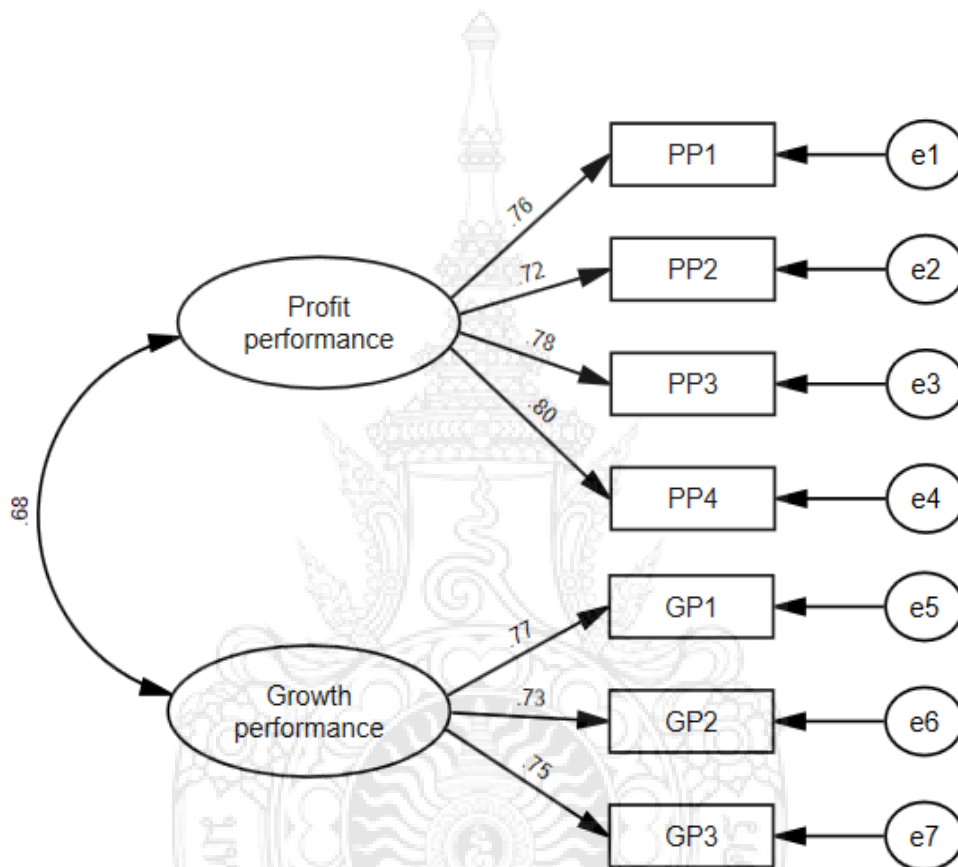 PP1
e1
.76
PP2
e2
.72
Profit
performance
.78
PP3
e3
.80
PP4
e4
.68
GP1
e5
.77
Growth
performance
.73
GP2
e6
.75
GP3
e7